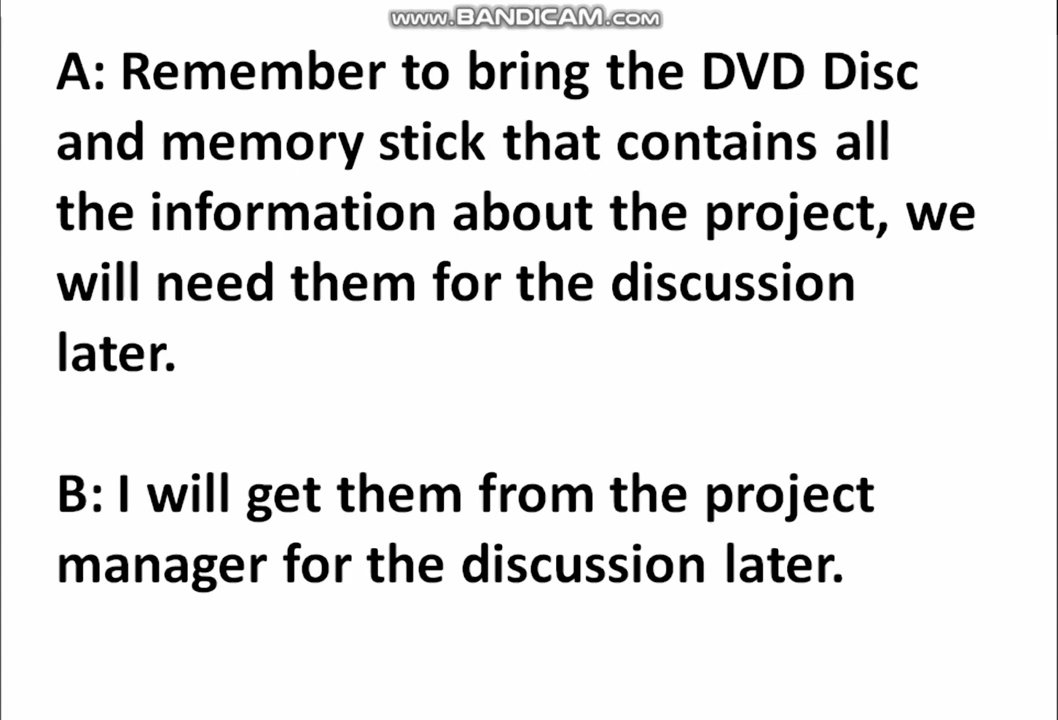 www.BANDICAM.com
A: Remember to bring the DVD Disc
and memory stick that contains all
the information about the project, we
will need them for the discussion
later.
B: I will get them from the project
manager for the discussion later.